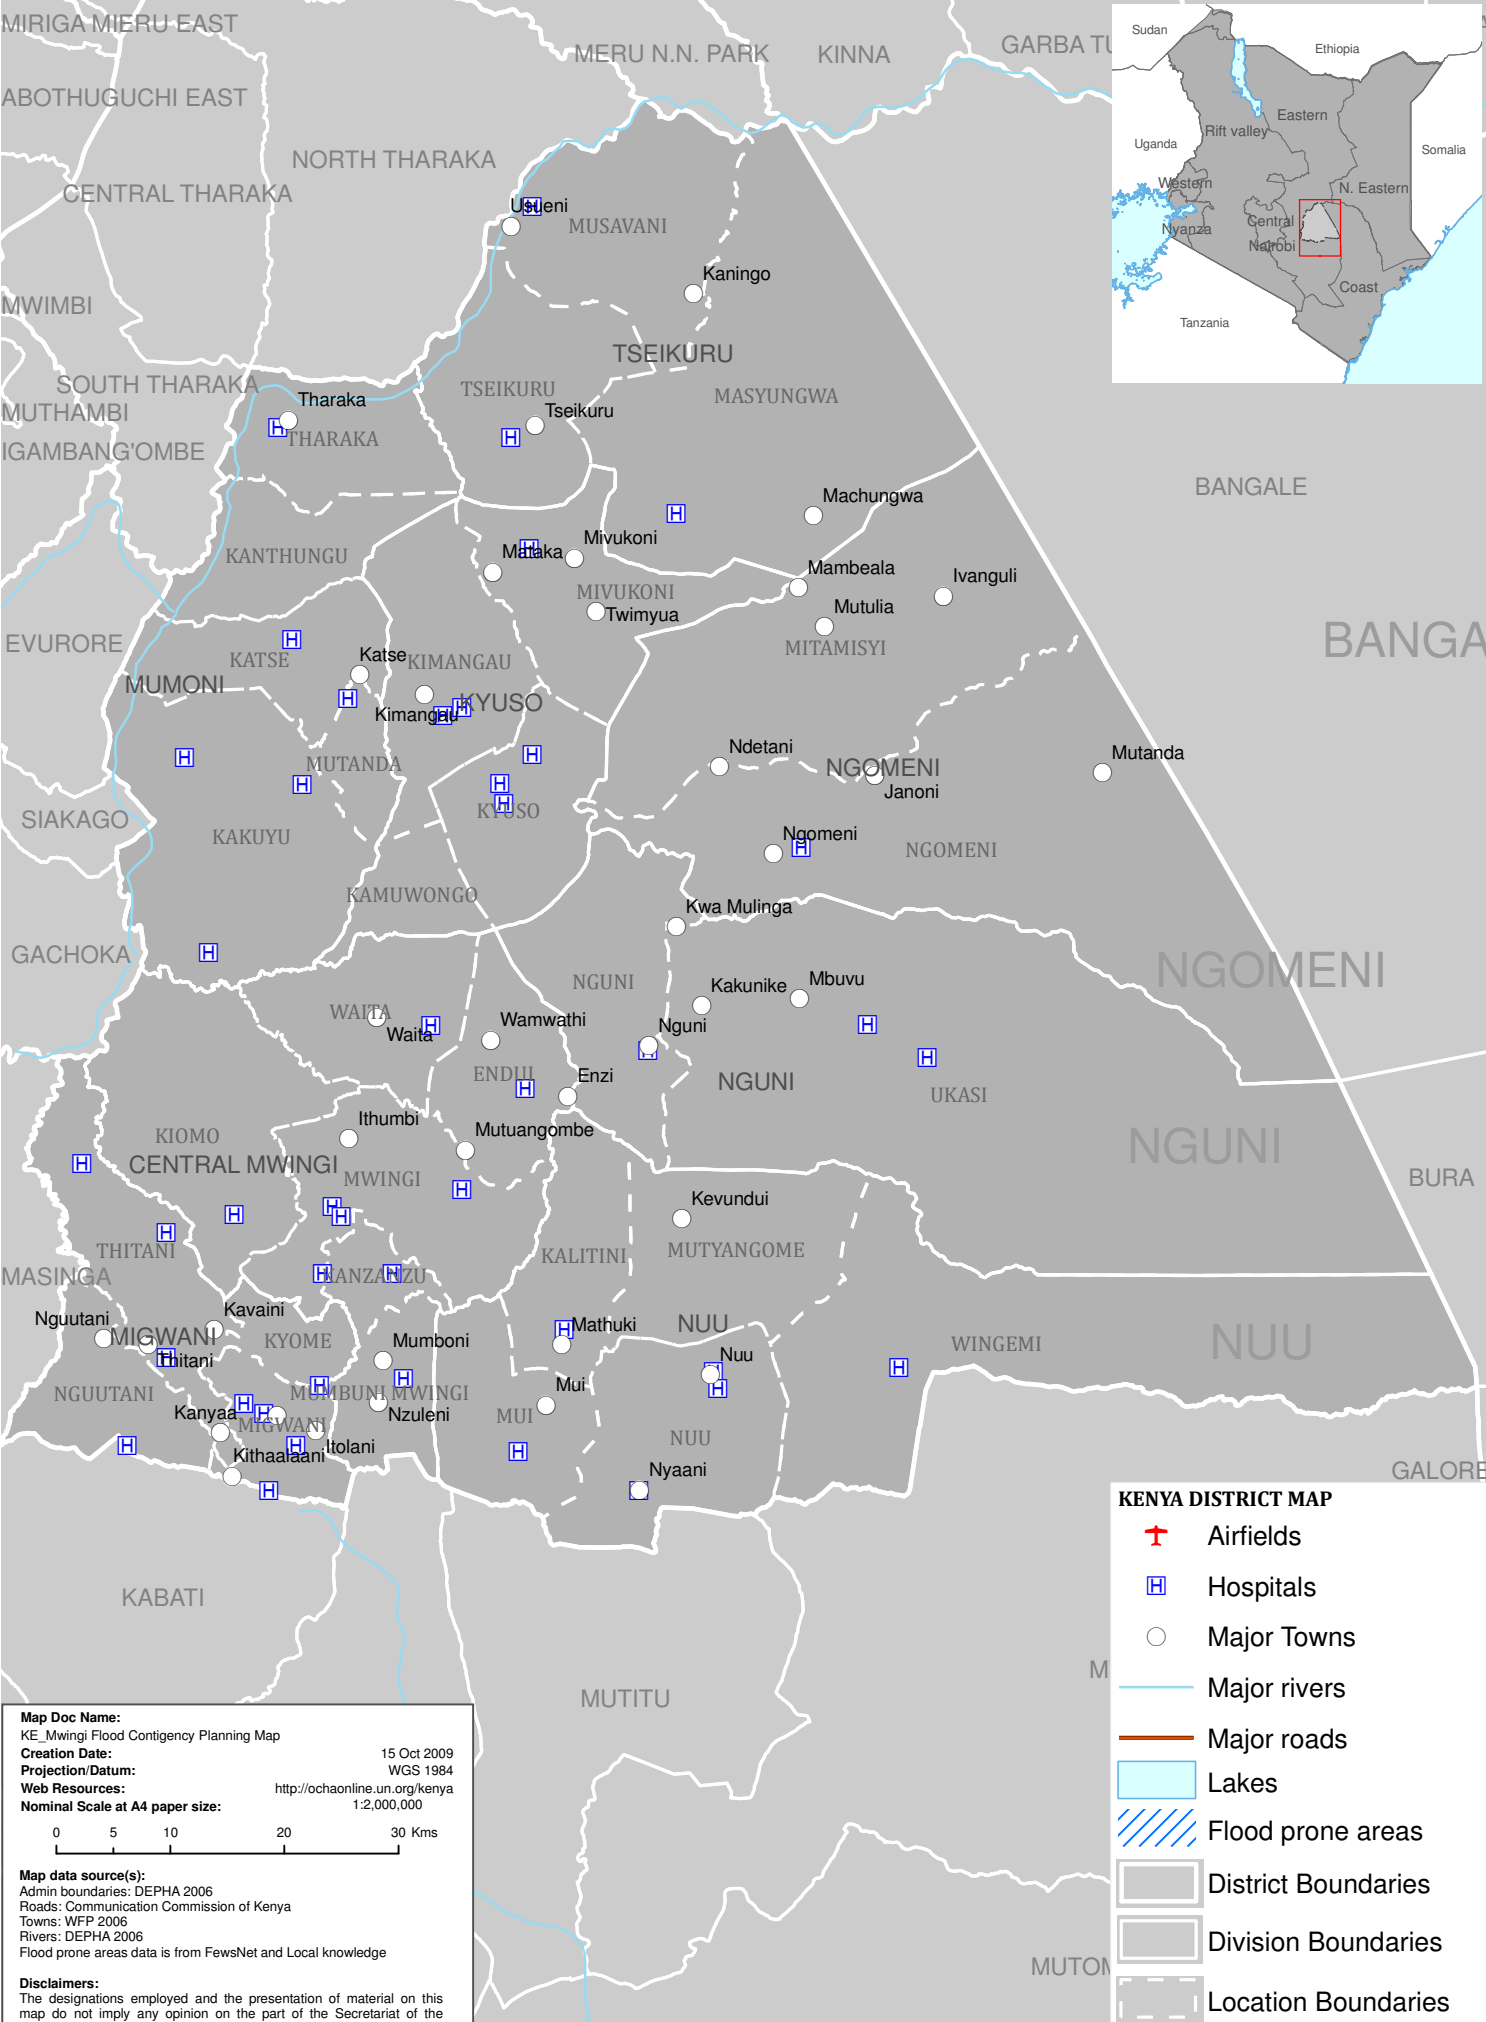 MIRIGA MIERU EAST
MERU N.N. PARK
KINNA
GARBA TU
ABOTHUGUCHI EAST
NORTH THARAKA
CENTRAL THARAKA
Usueni
MUSAVANI
Kaningo
MWIMBI
TSEIKURU
SOUTH THARAKA
TSEIKURU
MASYUNGWA
MUTHAMBI
Tharaka
Tseikuru
THARAKA
IGAMBANG'OMBE
BANGALE
Machungwa
KANTHUNGU
Mataka
Mivukoni
Mambeala
Ivanguli
MIVUKONI
Twimyua
Mutulia
EVURORE
BANGA
MITAMISYI
KATSE
Katse
KIMANGAU
MUMONI
KYUSO
Kimangau
Ndetani
Mutanda
MUTANDA
NGOMENI
Janoni
KYUSO
SIAKAGO
KAKUYU
Ngomeni
NGOMENI
KAMUWONGO
Kwa Mulinga
GACHOKA
NGOMENI
NGUNI
Kakunike
Mbuvu
WAITA
Waita
Wamwathi
Nguni
ENDUI
Enzi
NGUNI
UKASI
KIOMO
Ithumbi
Mutuangombe
NGUNI
CENTRAL MWINGI
MWINGI
BURA
Kevundui
THITANI
KALITINI
MUTYANGOME
MASINGA
KANZANZU
Nguutani
Kavaini
MIGWANI
KYOME
Mumboni
Mathuki
NUU
WINGEMI
NUU
Thitani
Nuu
NGUUTANI
MUMBUNI MWINGI
Mui
Kanyaa
Nzuleni
MUI
MIGWANI
Itolani
NUU
Kithaalaani
Nyaani
GALORE
KABATI
MUTITU
M
MUTOM
Sudan
Ethiopia
Eastern
Rift valley
Uganda
Somalia
Western
N. Eastern
Central
Nyanza
Nairobi
Coast
Tanzania
KENYA DISTRICT MAP
Airfields
H Hospitals
Major Towns
Major rivers
Major roads
Lakes
Flood prone areas
District Boundaries
Division Boundaries
Location Boundaries
Map Doc Name:
KE_Mwingi Flood Contigency Planning Map
Creation Date: 15 Oct 2009
Projection/Datum: WGS 1984
Web Resources: http://ochaonline.un.org/kenya
Nominal Scale at A4 paper size: 1:2,000,000
0 5 10 20 30 Kms
Map data source(s):
Admin boundaries: DEPHA 2006
Roads: Communication Commission of Kenya
Towns: WFP 2006
Rivers: DEPHA 2006
Flood prone areas data is from FewsNet and Local knowledge
Disclaimers:
The designations employed and the presentation of material on this
map do not imply any opinion on the part of the Secretariat of the